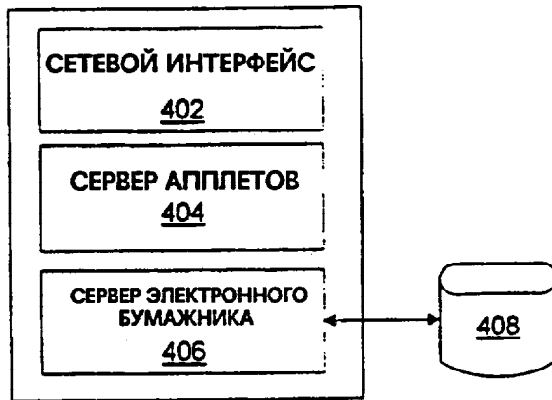 СЕТЕВОЙ ИНТЕРФЕЙС
402
СЕРВЕР АППЛЕТОВ
404
СЕРВЕР ЭЛЕКТРОННОГО
БУМАЖНИКА
406
408